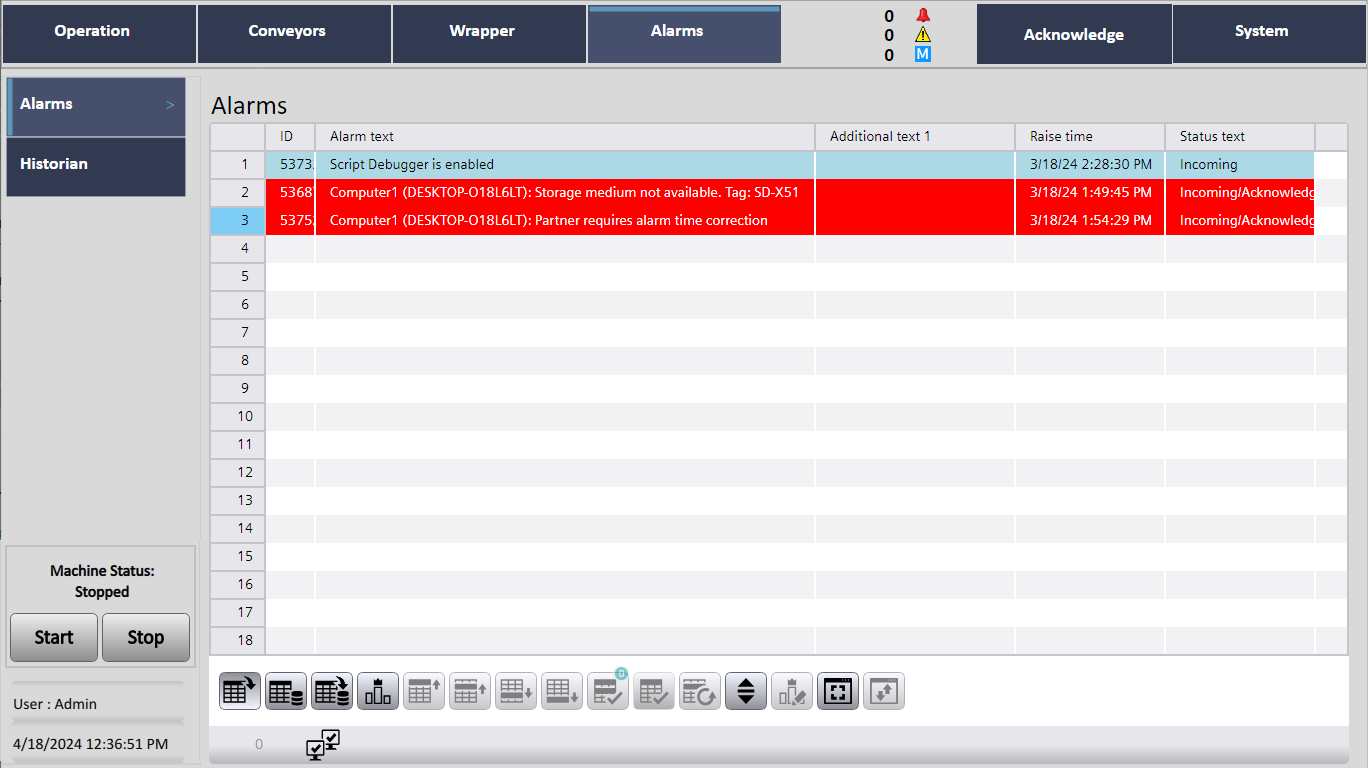 Operation Conveyors Wrapper Alarms Acknowledge System
0
0
0 M
Alarms >
Historian
Alarms
ID Alarm text Additional text 1 Raise time Status text
1 5373. Script Debugger is enabled 3/18/24 2:28:30 PM Incoming
2 5368 Computer1 (DESKTOP-O18L6LT): Storage medium not available. Tag: SD-X51 3/18/24 1:49:45 PM Incoming/Acknowledg
3 5375. Computer1 (DESKTOP-O18L6LT): Partner requires alarm time correction 3/18/24 1:54:29 PM Incoming/Acknowledg
4
5
6
7
8
9
10
11
12
13
14
15
16
17
18
Machine Status:
Stopped
Start Stop
0
User : Admin
4/18/2024 12:36:51 PM
0